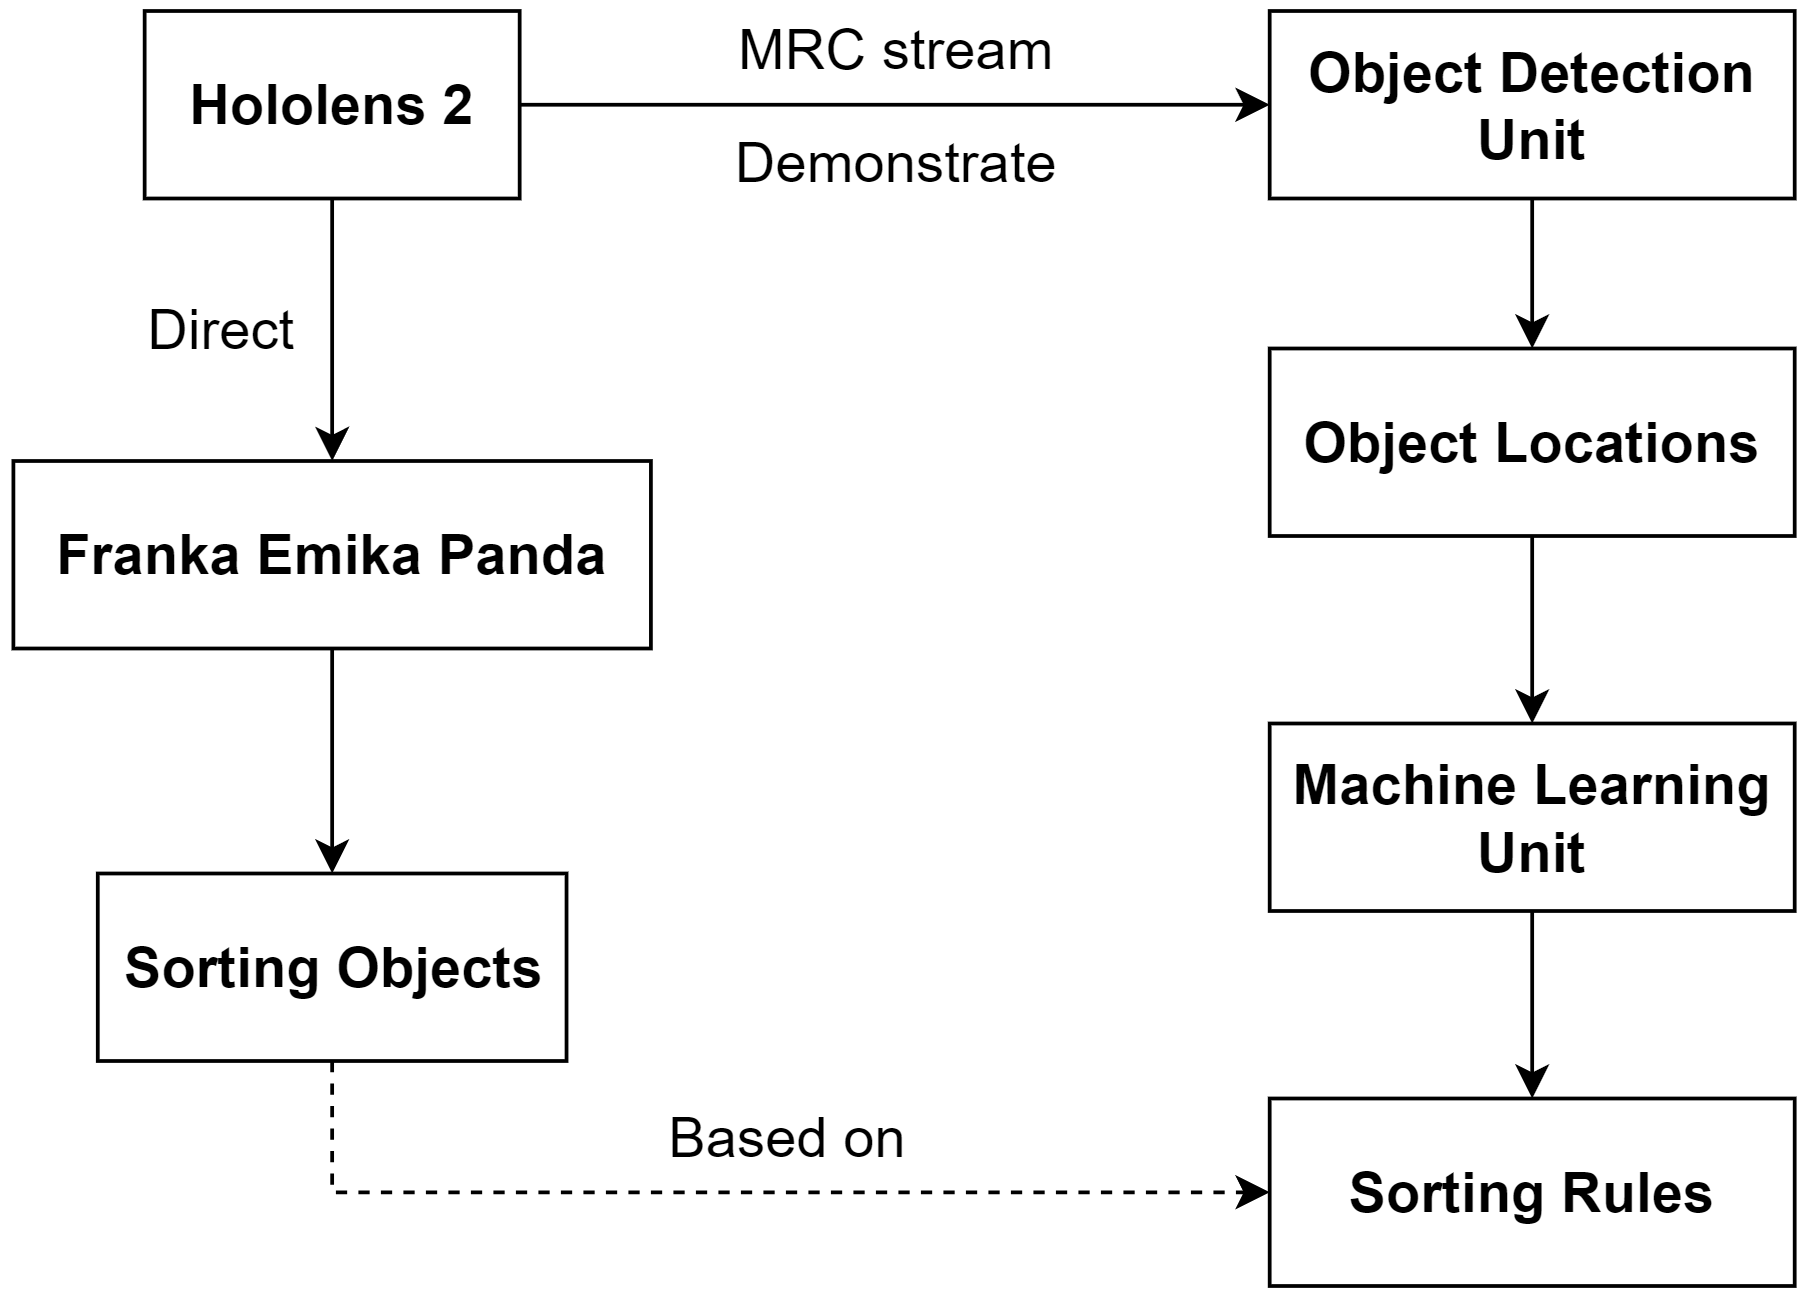 Hololens 2
MRC stream
Demonstrate
Object Detection
Unit
Direct
Object Locations
Franka Emika Panda
Machine Learning
Unit
Sorting Objects
Based on
Sorting Rules